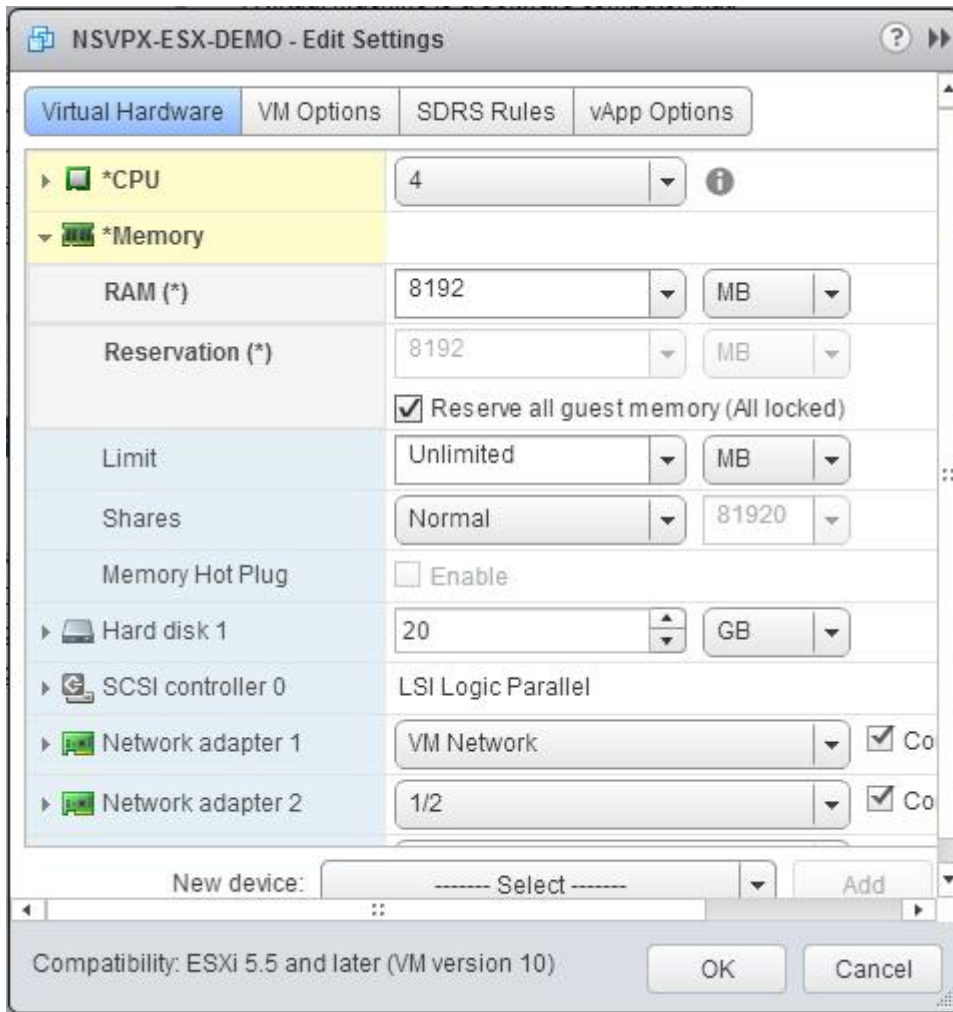 NSVPX-ESX-DEMO - Edit Settings
Virtual Hardware VM Options SDRS Rules vApp Options
*CPU 4
*Memory
RAM (*) 8192 MB
Reservation (*) 8192 MB
Reserve all guest memory (All locked)
Limit Unlimited MB
Shares Normal 81920
Memory Hot Plug Enable
Hard disk 1 20 GB
SCSI controller 0 LSI Logic Parallel
Network adapter 1 VM Network Co
Network adapter 2 1/2 Co
New device: ------- Select ------- Add
Compatibility: ESXi 5.5 and later (VM version 10) OK Cancel